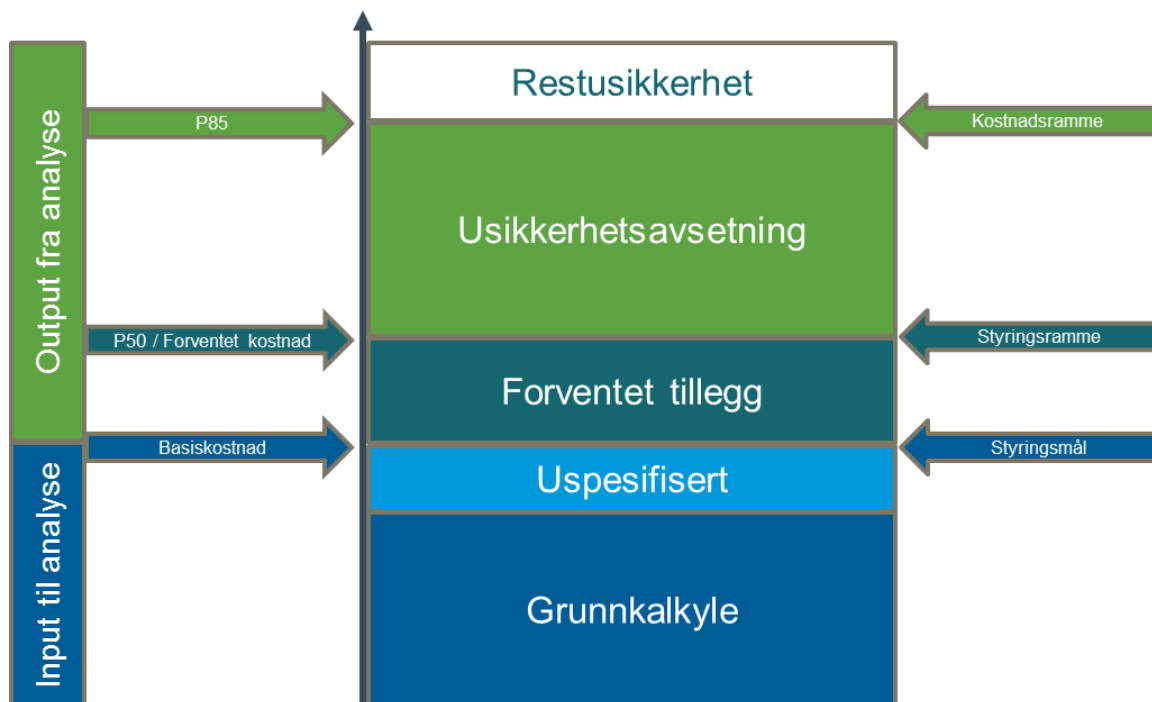 Output fra analyse
Input til analyse
P85
P50 / Forventet kostnad
Basiskostnad
Restusikkerhet
Usikkerhetsavsetning
Forventet tillegg
Uspesifisert
Grunnkalkyle
Kostnadsramme
Styringsramme
Styringsmål